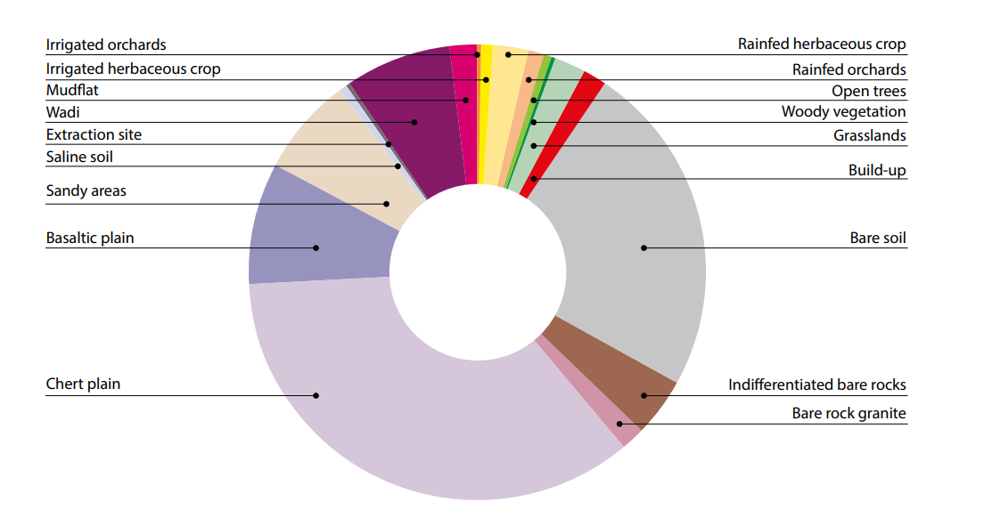 Irrigated orchards
Irrigated herbaceous crop
Mudflat
Wadi
Extraction site
Saline soil
Sandy areas
Basaltic plain
Chert plain
Rainfed herbaceous crop
Rainfed orchards
Open trees
Woody vegetation
Grasslands
Build-up
Bare soil
Indifferentiated bare rocks
Bare rock granite